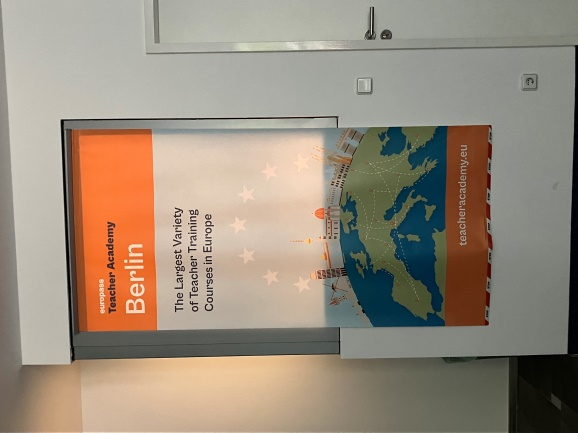 europass
Teacher Academy
Berlin
The Largest Variety
of Teacher Training
Courses in Europe
teacheracademy.eu